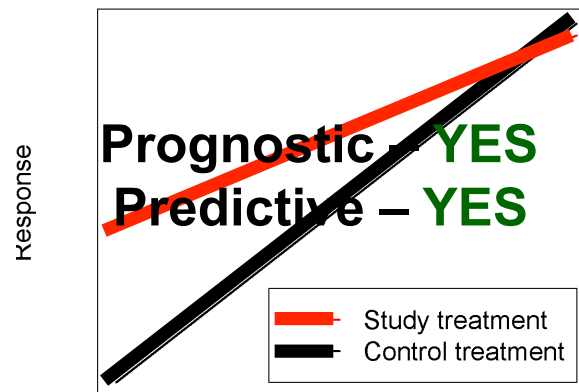 Response
Prognostic – YES
Predictive – YES
Study treatment
Control treatment